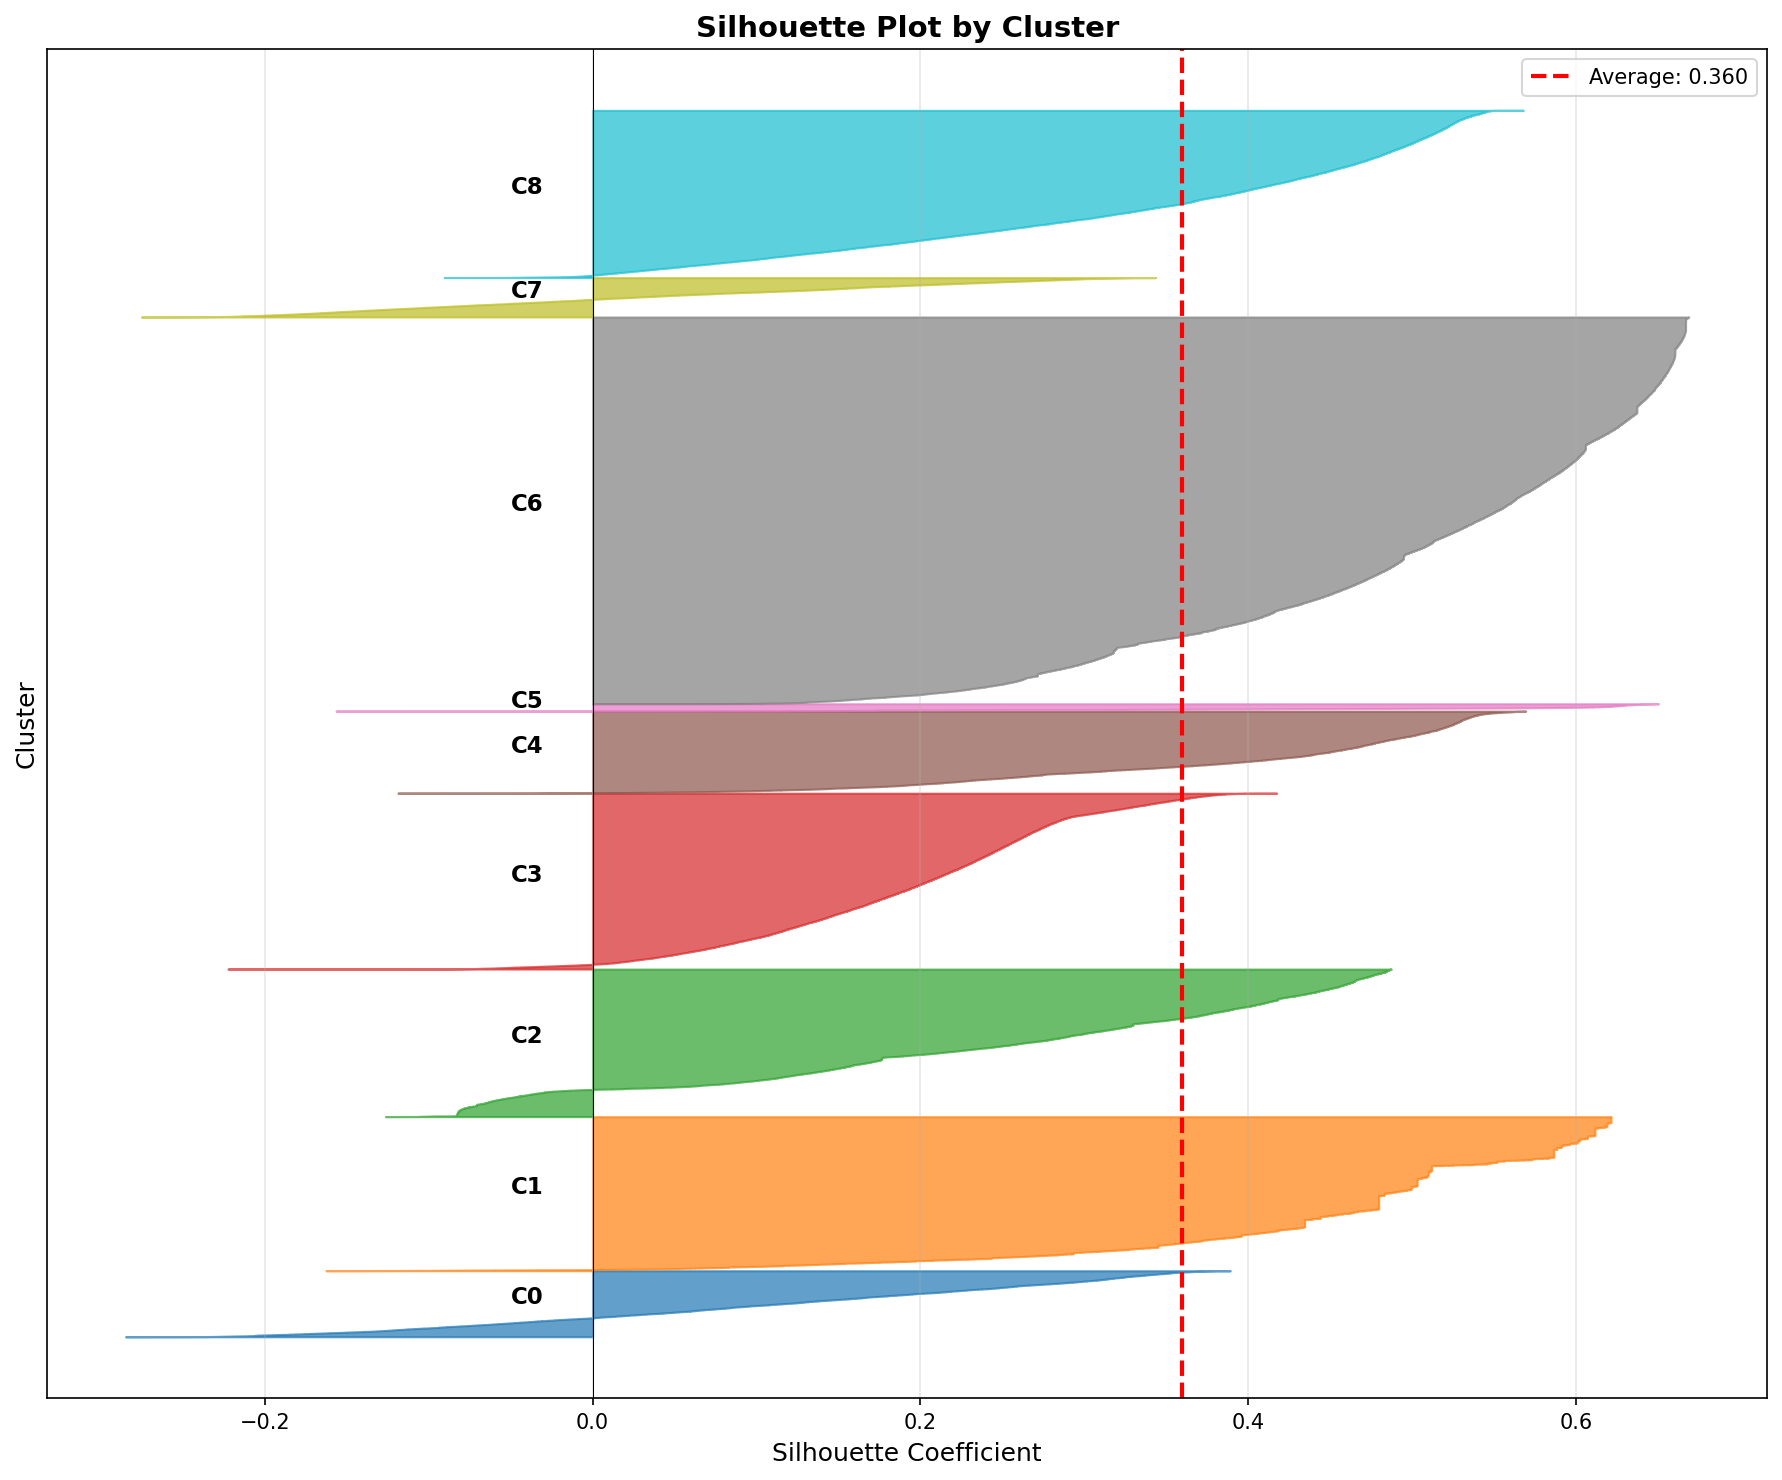 Silhouette Plot by Cluster
Average: 0.360
C8
C7
C6
C5
C4
C3
C2
C1
C0
Cluster
−0.2 0.0 0.2 0.4 0.6
Silhouette Coefficient